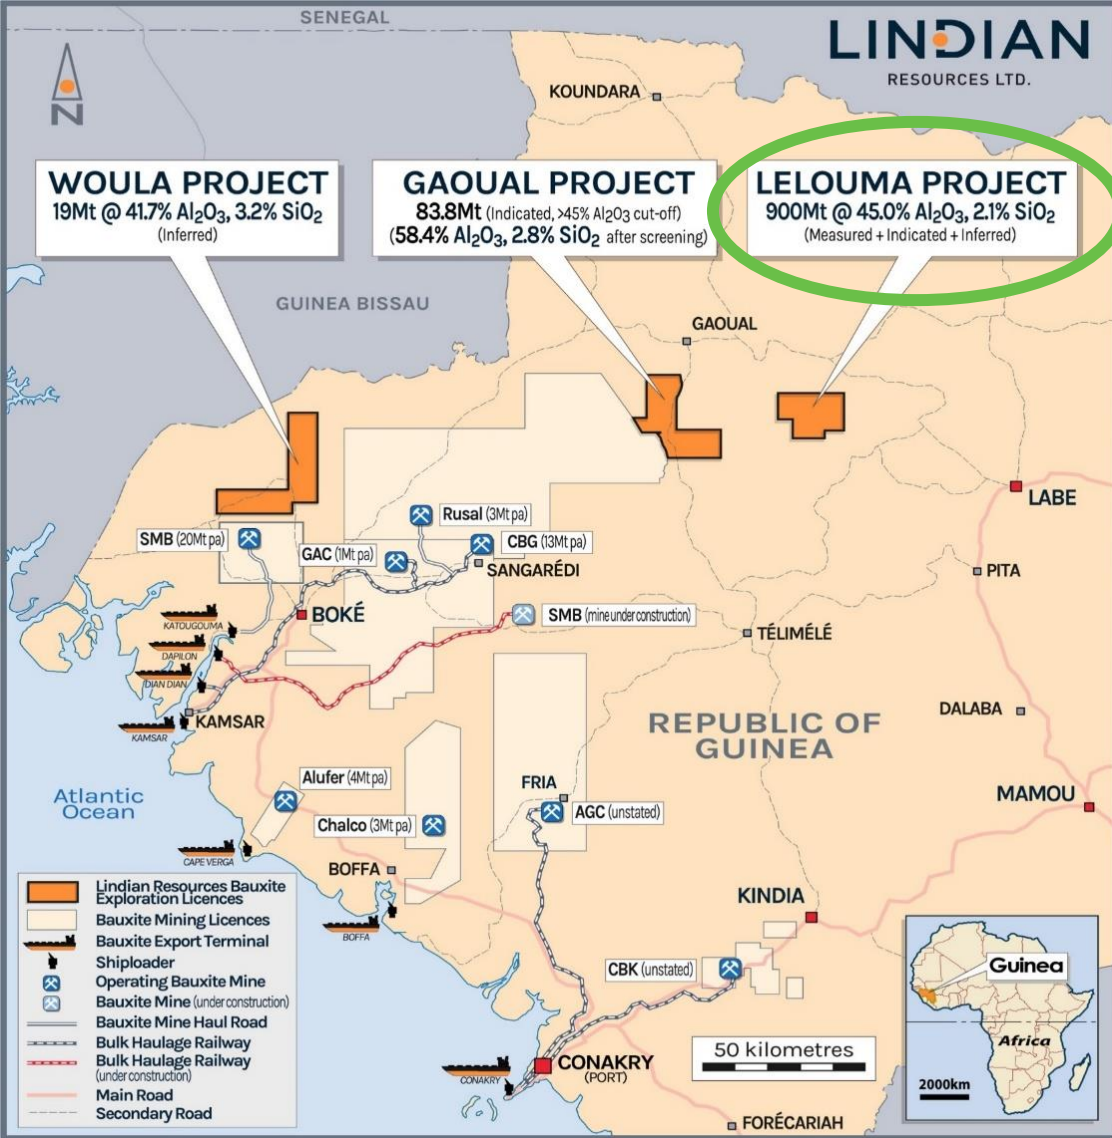 SENEGAL
LINDIAN
RESOURCES LTD.
N
KOUNDARA
WOULA PROJECT
19Mt @ 41.7% Al₂O₃, 3.2% SiO₂
(Inferred)
GAOUAL PROJECT
83.8Mt (Indicated, >45% Al₂O₃ cut-off)
(58.4% Al₂O₃, 2.8% SiO₂ after screening)
LELOUMA PROJECT
900Mt @ 45.0% Al₂O₃, 2.1% SiO₂
(Measured + Indicated + Inferred)
GUINEA BISSAU
GAOUAL
LABE
Rusal (3Mt pa)
SMB (20Mt pa)
GAC (1Mt pa)
CBG (13Mt pa)
SANGARÉDI
PITA
BOKÉ
SMB (mine under construction)
KATOUGOUMA
TÉLIMÉLÉ
DAPILON
DIAN DIAN
KAMSAR
KAMSAR
DALABA
REPUBLIC OF
GUINEA
Atlantic
Ocean
Alufer (4Mt pa)
FRIA
MAMOU
Chalco (3Mt pa)
AGC (unstated)
CAPE VERGA
BOFFA
BOFFA
KINDIA
Lindian Resources Bauxite
Exploration Licences
Bauxite Mining Licences
Bauxite Export Terminal
Shiploader
Operating Bauxite Mine
Bauxite Mine (under construction)
Bauxite Mine Haul Road
Bulk Haulage Railway
Bulk Haulage Railway
(under construction)
Main Road
Secondary Road
CBK (unstated)
Guinea
Africa
2000km
50 kilometres
CONAKRY
CONAKRY
(PORT)
FORÉCARIAH